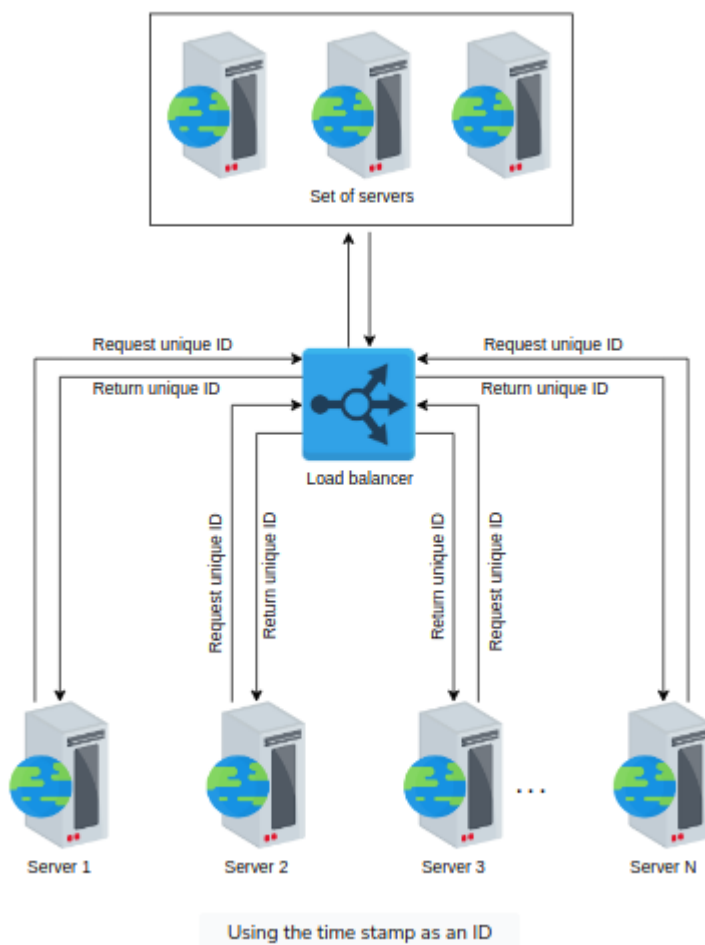 Set of servers
Request unique ID
Request unique ID
Return unique ID
Return unique ID
Load balancer
Request unique ID
Return unique ID
Return unique ID
Request unique ID
...
Server 1
Server 2
Server 3
Server N
Using the time stamp as an ID